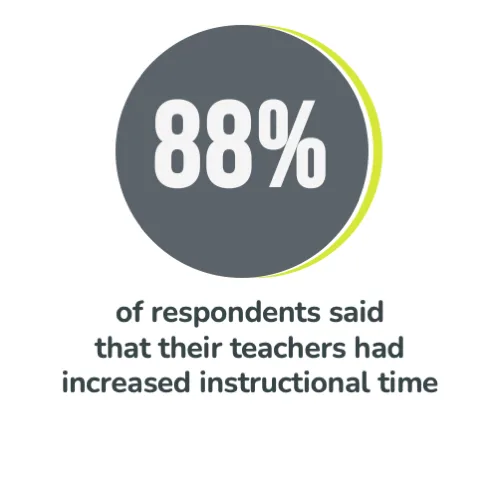 88%
of respondents said
that their teachers had
increased instructional time